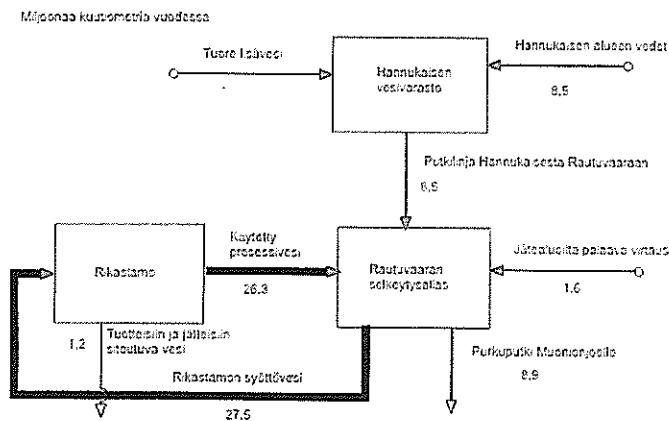 Miljoonaa kuutiometriä vuodessa
Tuore lisävesi
Hannukaisen alueen vedet
Hannukaisen
vesivarasto
8,5
Putkilinja Hannukaisesta Rautuvaaraan
8,5
Käytetty
prosessivesi
Jätealueilta palaava virtaus
Rikastamo
Rautuvaaran
selkeytysallas
26,3
1,6
1,2
Tuotteisiin ja jätteisiin
sitoutuva vesi
Purkuputki Muonionjoelle
8,9
Rikastamon syöttövesi
27,5